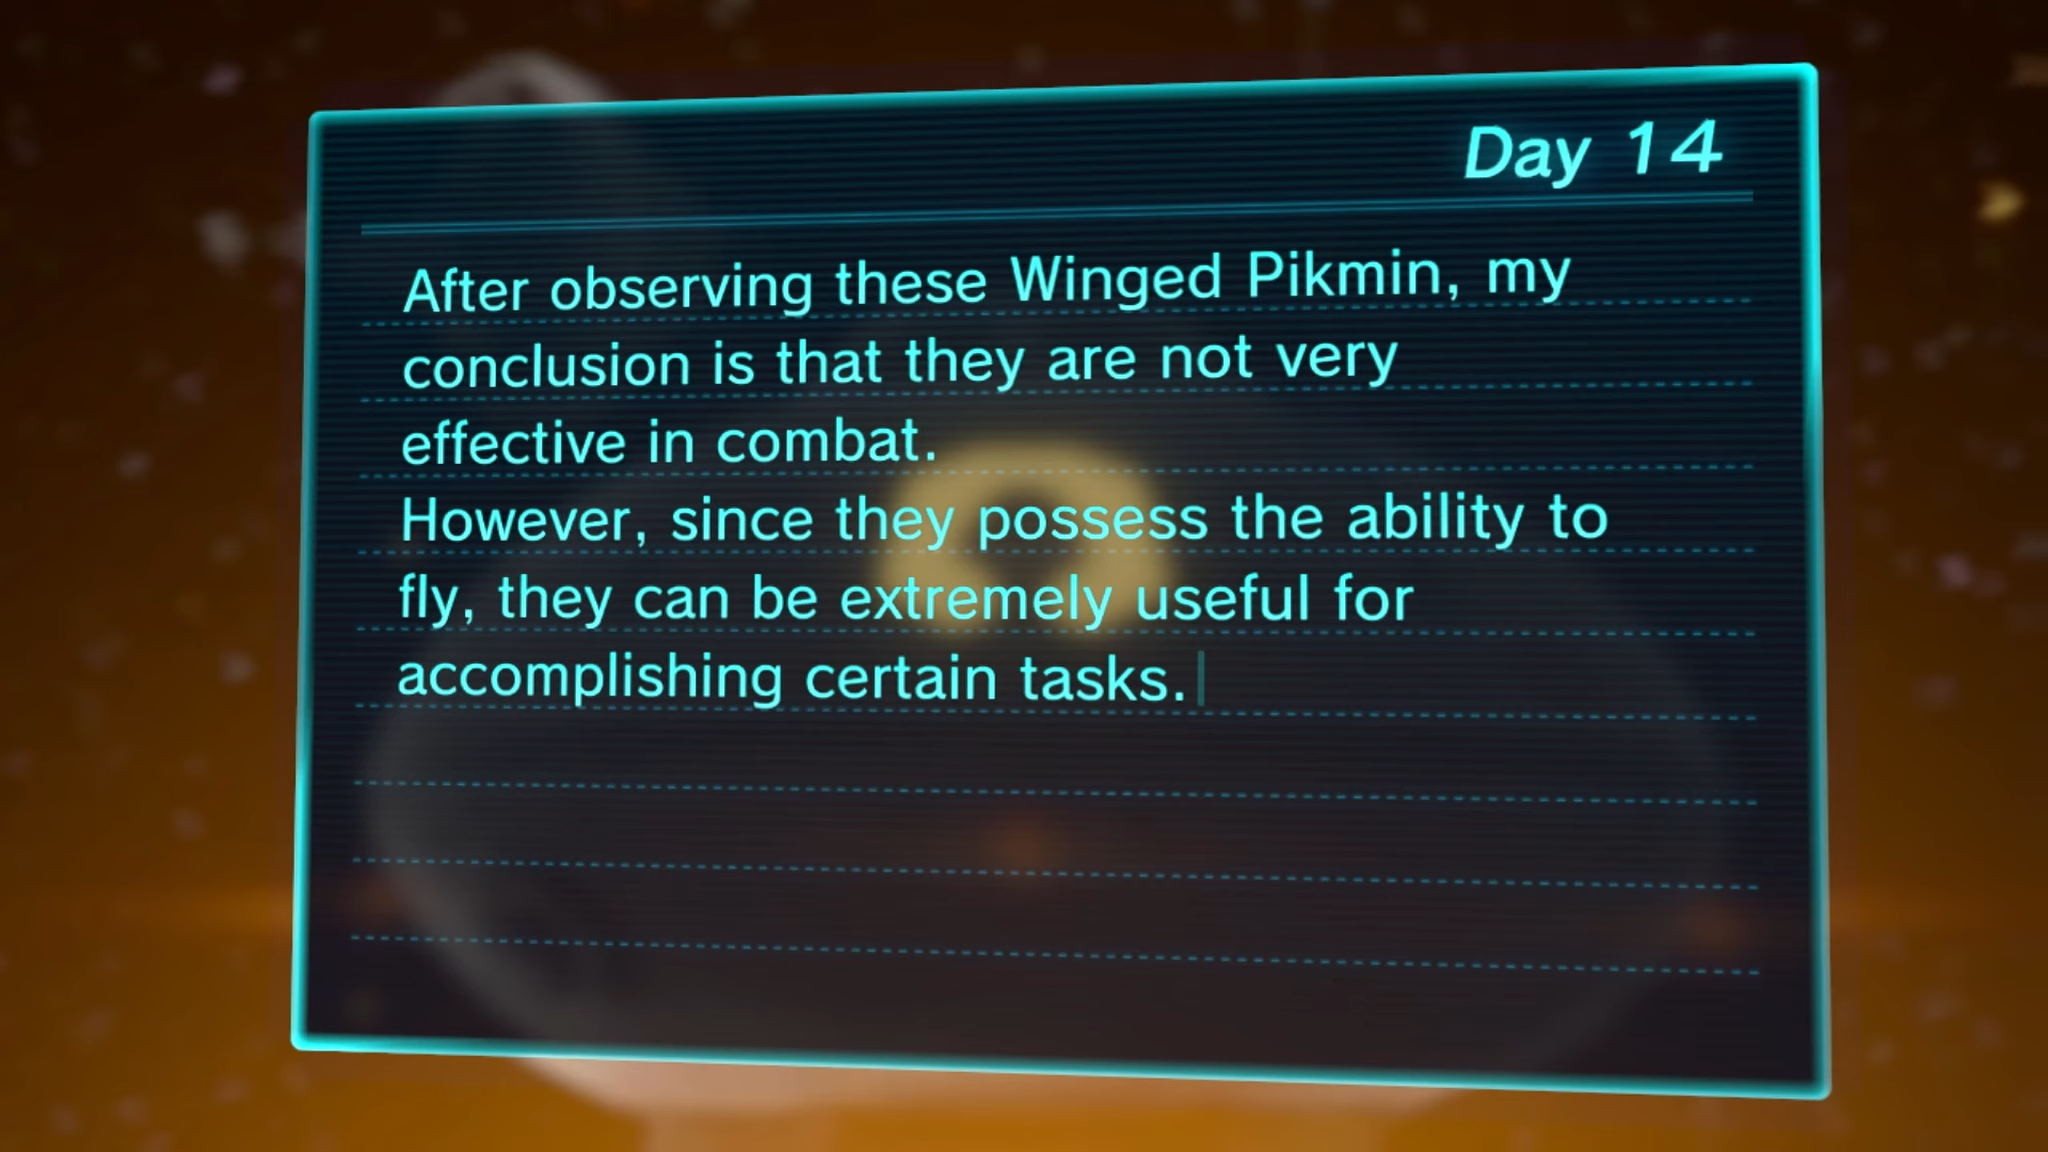 Day 14
After observing these Winged Pikmin, my
conclusion is that they are not very
effective in combat.
However, since they possess the ability to
fly, they can be extremely useful for
accomplishing certain tasks.